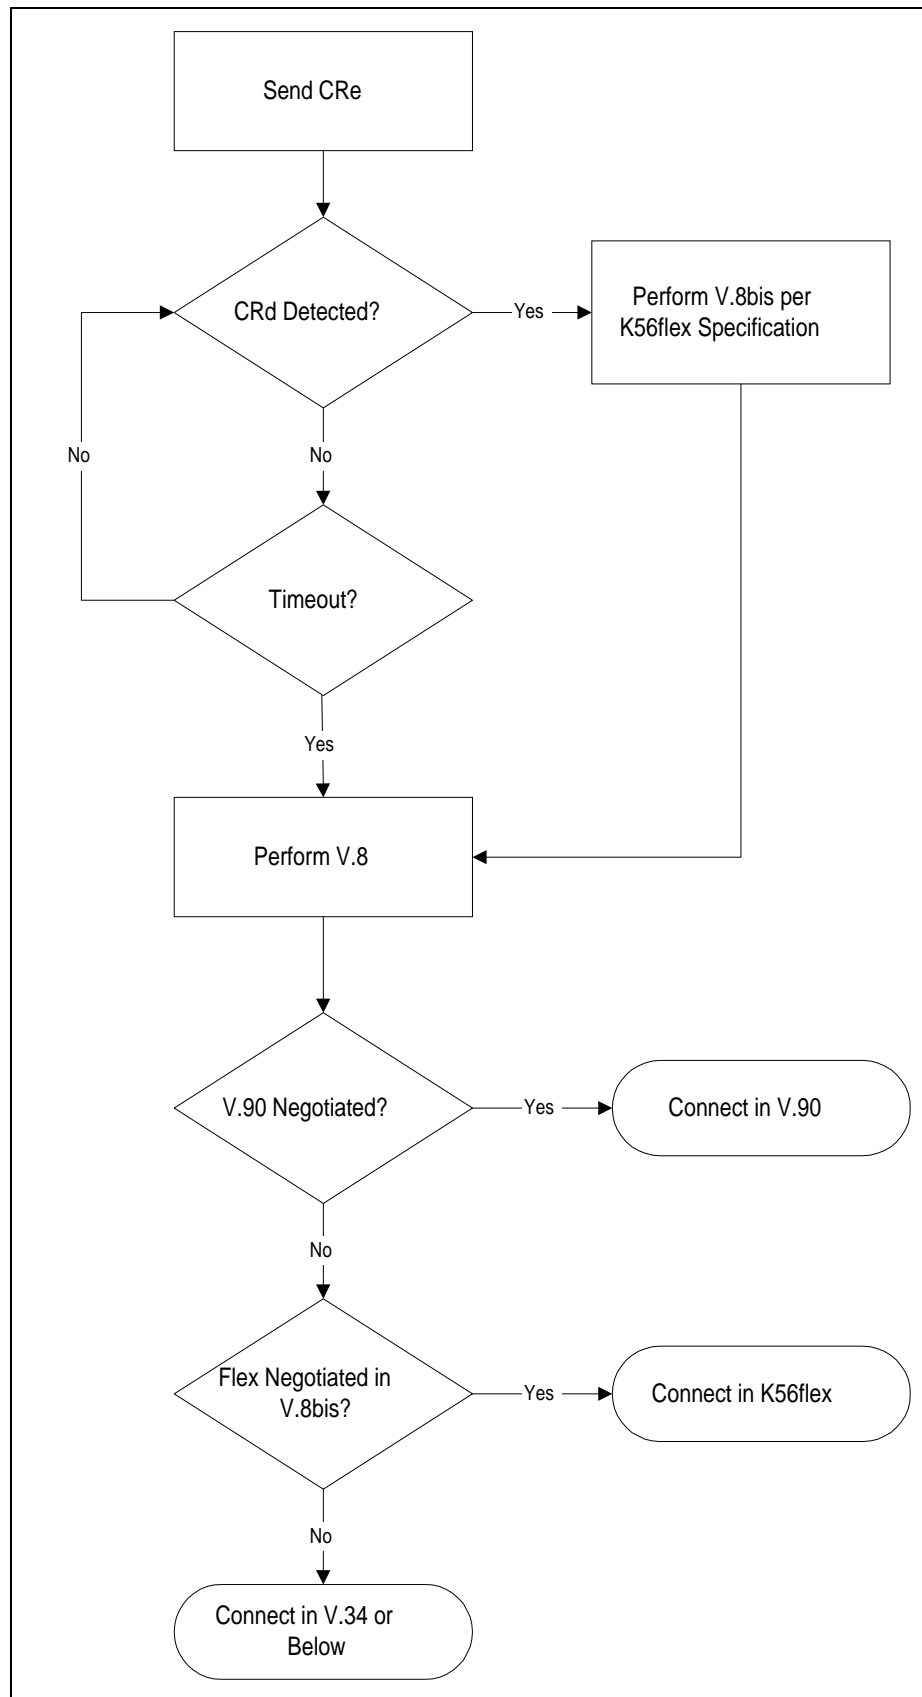 Send CRe
CRd Detected?
Yes
Perform V.8bis per
K56flex Specification
No
No
Timeout?
Yes
Perform V.8
V.90 Negotiated?
Yes
Connect in V.90
No
Flex Negotiated in
V.8bis?
Yes
Connect in K56flex
No
Connect in V.34 or
Below